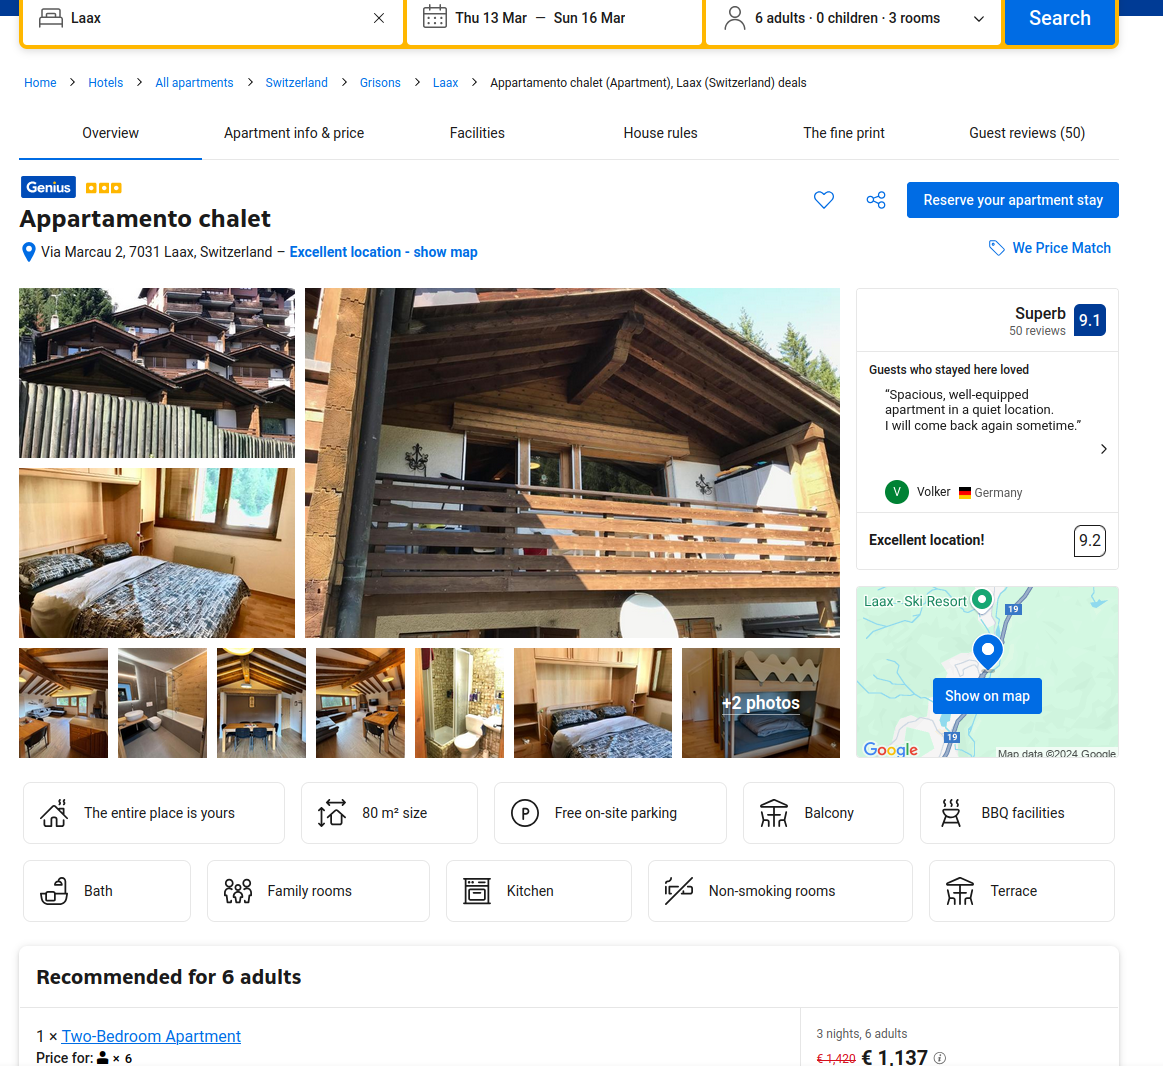 Laax
Thu 13 Mar — Sun 16 Mar
6 adults · 0 children · 3 rooms
Search
Home > Hotels > All apartments > Switzerland > Grisons > Laax > Appartamento chalet (Apartment), Laax (Switzerland) deals
Overview
Apartment info & price
Facilities
House rules
The fine print
Guest reviews (50)
Genius
Appartamento chalet
Reserve your apartment stay
Via Marcau 2, 7031 Laax, Switzerland – Excellent location - show map
We Price Match
Superb
9.1
50 reviews
Guests who stayed here loved
“Spacious, well-equipped
apartment in a quiet location.
I will come back again sometime.”
V Volker Germany
Excellent location!
9.2
Laax - Ski Resort
19
Show on map
19
Google
Map data ©2024 Google
+2 photos
The entire place is yours
80 m² size
P Free on-site parking
Balcony
BBQ facilities
Bath
Family rooms
Kitchen
Non-smoking rooms
Terrace
Recommended for 6 adults
1 × Two-Bedroom Apartment
Price for: × 6
3 nights, 6 adults
€ 1,420 € 1,137